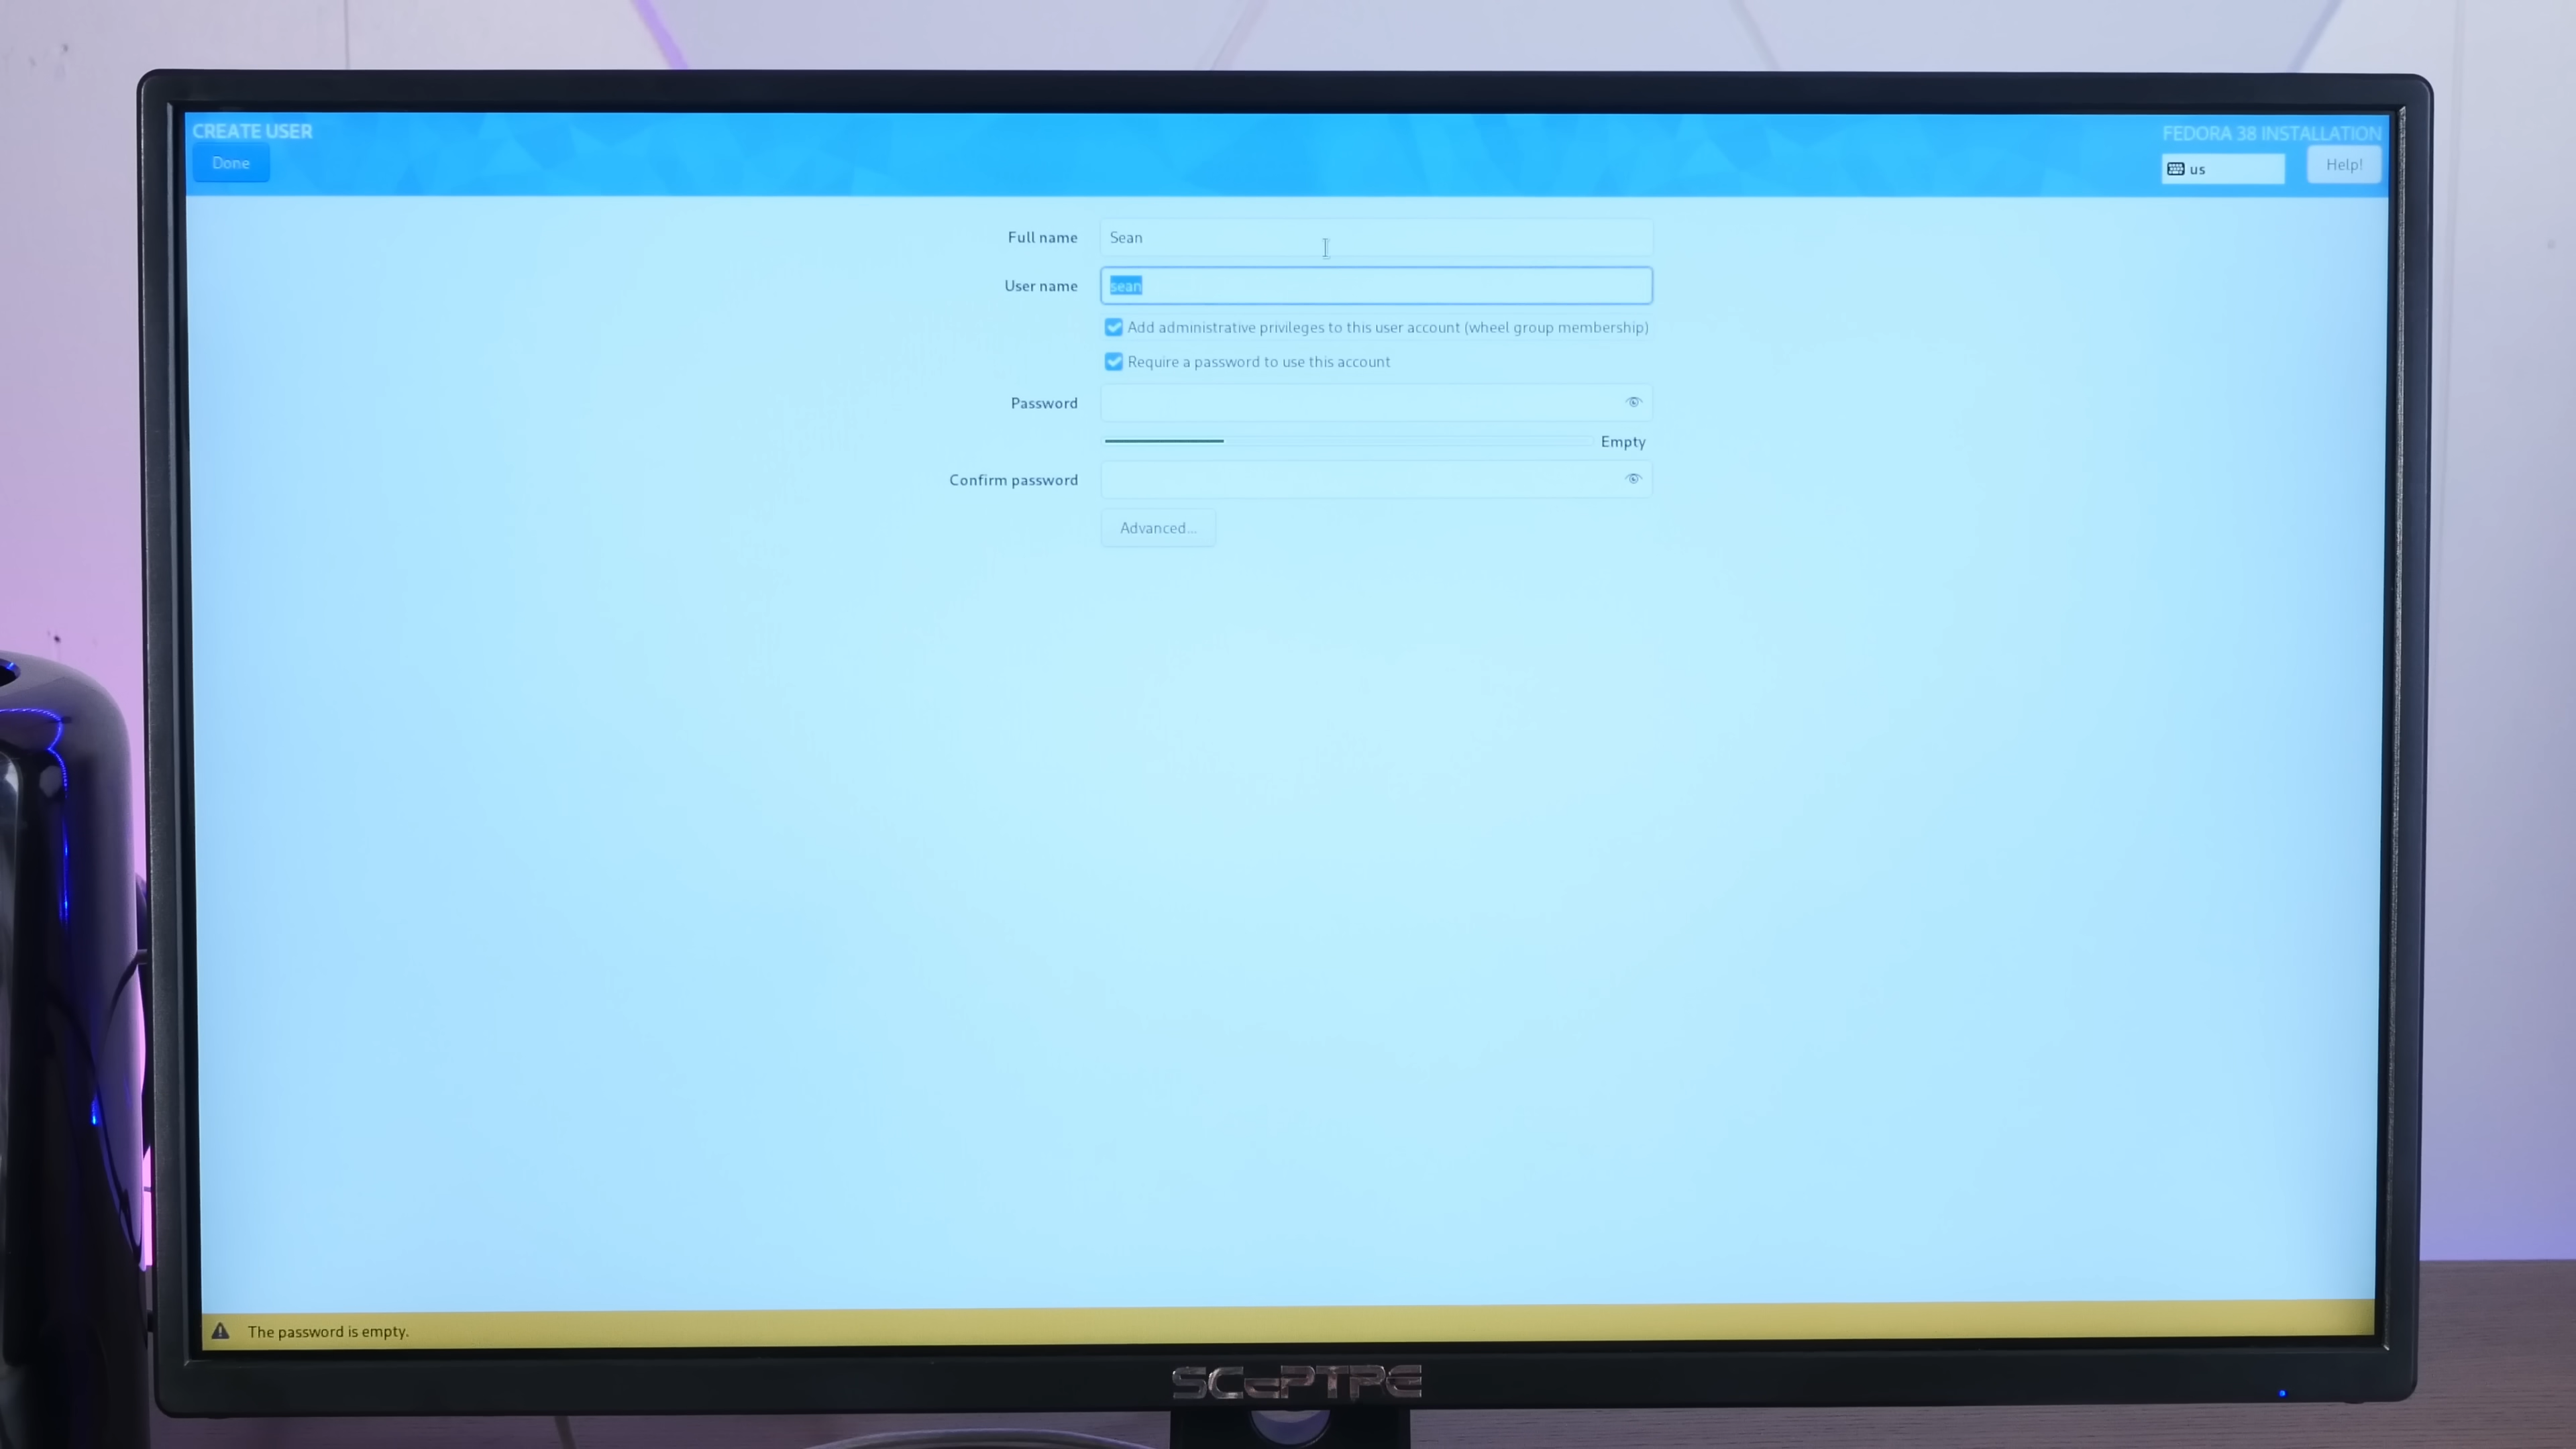 CREATE USER
FEDORA 38 INSTALLATION
Done
us
Help!
Full name
Sean
User name
sean
Add administrative privileges to this user account (wheel group membership)
Require a password to use this account
Password
Empty
Confirm password
Advanced...
The password is empty.
SCEPTRE